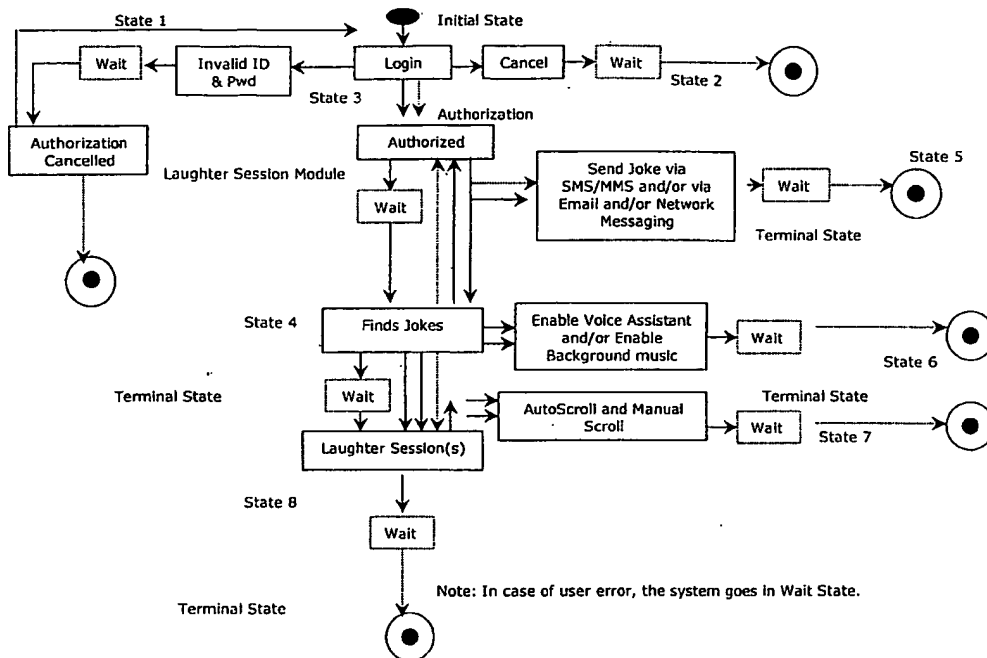 State 1
Initial State
Wait
Invalid ID
& Pwd
Login
Cancel
Wait
State 2
State 3
Authorization
Authorization
Cancelled
Authorized
Laughter Session Module
Wait
Send Joke via
SMS/MMS and/or via
Email and/or Network
Messaging
Wait
State 5
Terminal State
State 4
Finds Jokes
Enable Voice Assistant
and/or Enable
Background music
Wait
State 6
Terminal State
Wait
AutoScroll and Manual
Scroll
Terminal State
Wait
State 7
Laughter Session(s)
State 8
Wait
Note: In case of user error, the system goes in Wait State.
Terminal State